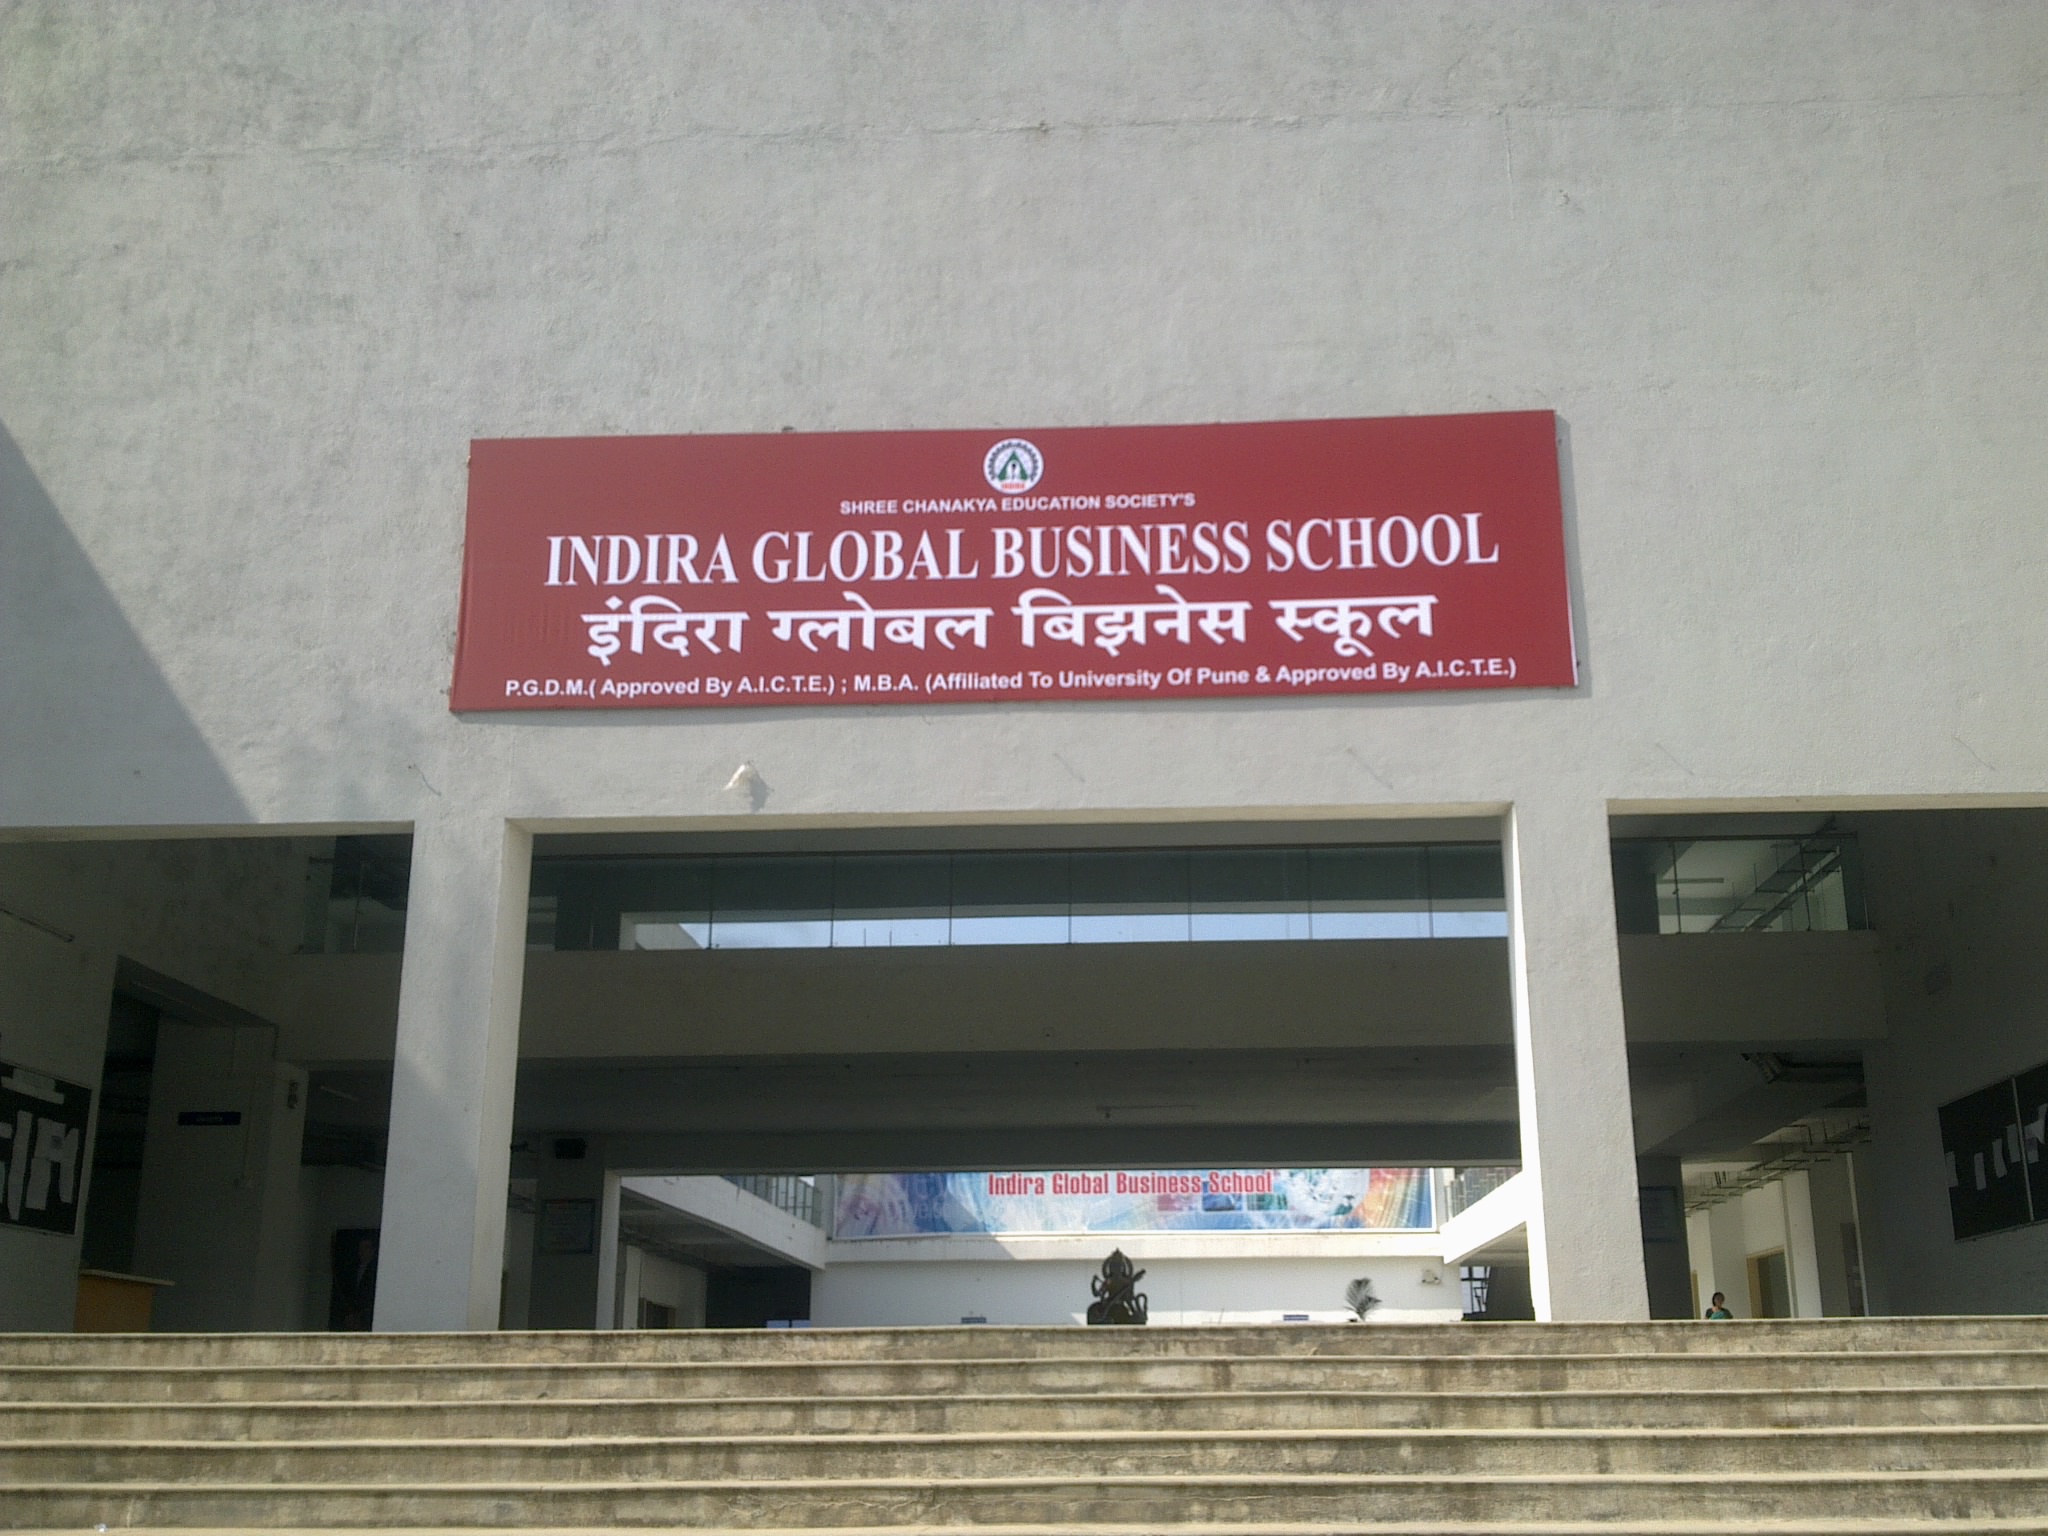 INDIRA
SHREE CHANAKYA EDUCATION SOCIETY'S
INDIRA GLOBAL BUSINESS SCHOOL
इंदिरा ग्लोबल बिझनेस स्कूल
P.G.D.M.( Approved By A.I.C.T.E.) ; M.B.A. (Affiliated To University Of Pune & Approved By A.I.C.T.E.)
Indira Global Business School